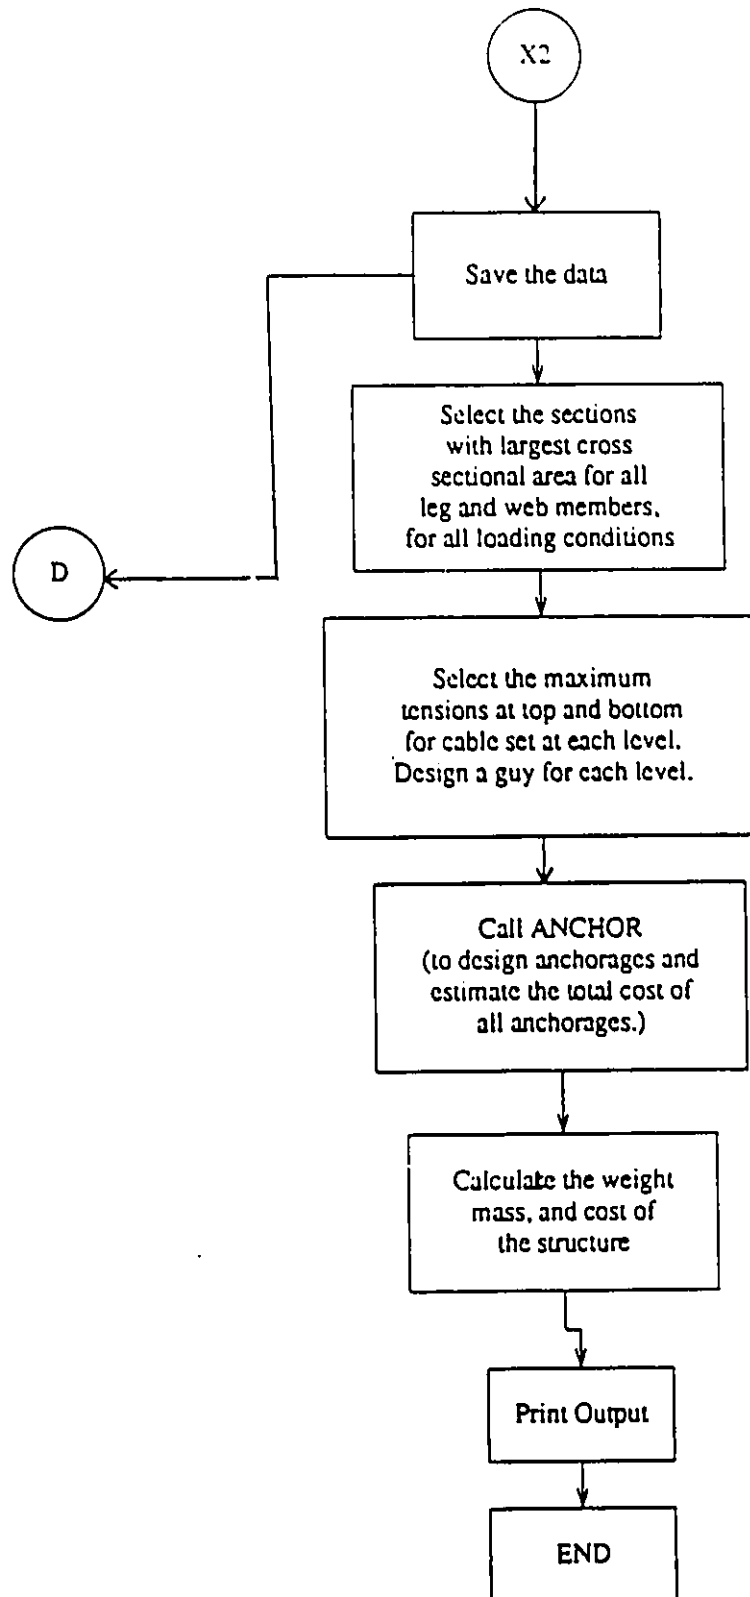 X2
Save the data
Select the sections
with largest cross
sectional area for all
leg and web members,
for all loading conditions
D
Select the maximum
tensions at top and bottom
for cable set at each level.
Design a guy for each level.
Call ANCHOR
(to design anchorages and
estimate the total cost of
all anchorages.)
Calculate the weight
mass, and cost of
the structure
Print Output
END